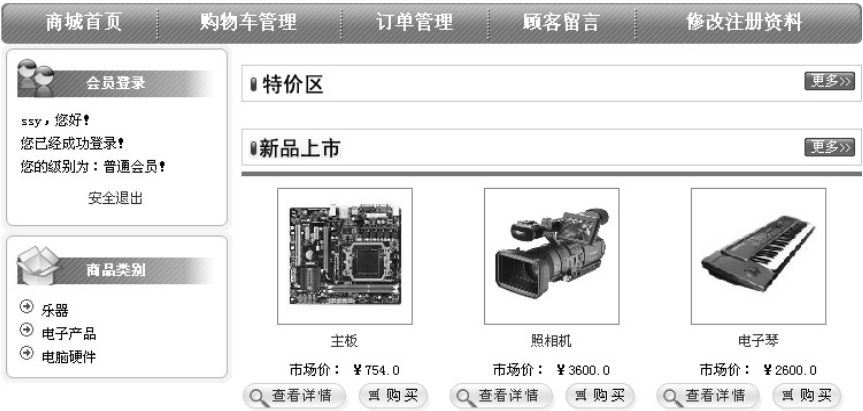 商城首页 购物车管理 订单管理 顾客留言 修改注册资料
会员登录
ssy，您好！
您已经成功登录！
您的级别为：普通会员！
安全退出
商品类别
乐器
电子产品
电脑硬件
特价区 更多>>
新品上市 更多>>
主板 照相机 电子琴
市场价：￥754.0 市场价：￥3600.0 市场价：￥2600.0
查看详情 购买 查看详情 购买 查看详情 购买